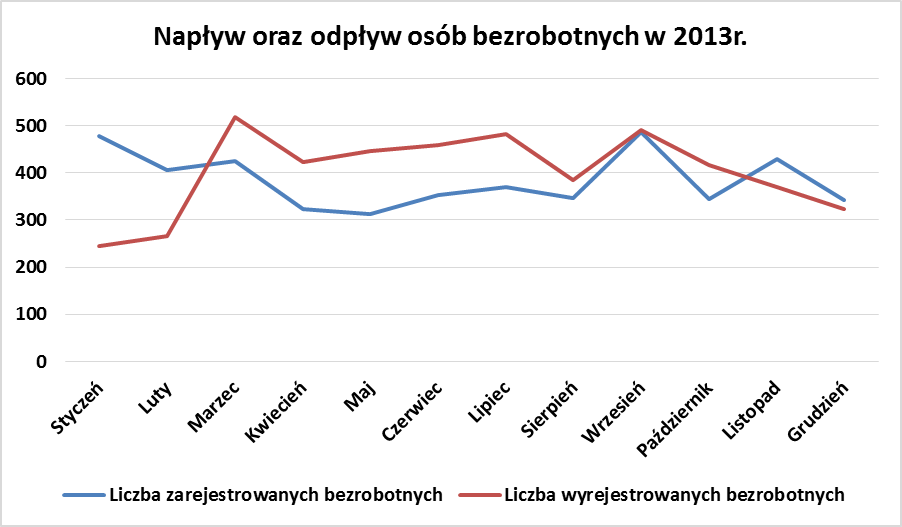 Napływ oraz odpływ osób bezrobotnych w 2013r.
600
500
400
300
200
100
0
Styczeń
Luty
Marzec
Kwiecień
Maj
Czerwiec
Lipiec
Sierpień
Wrzesień
Październik
Listopad
Grudzień
Liczba zarejestrowanych bezrobotnych
Liczba wyrejestrowanych bezrobotnych